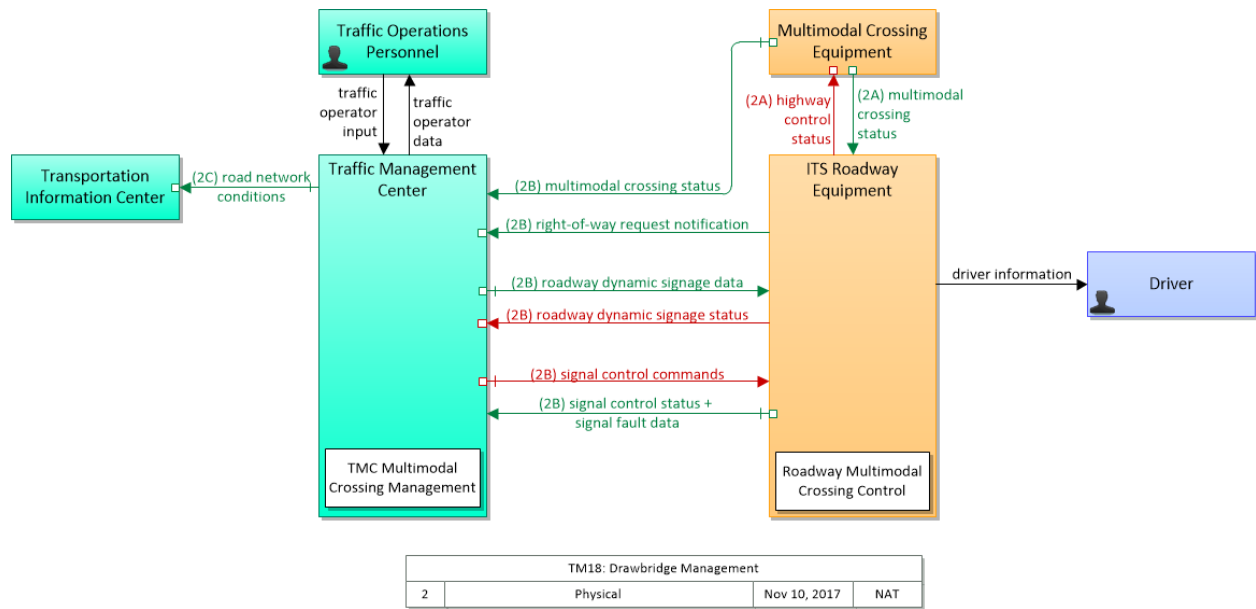 Traffic Operations
Personnel
Multimodal Crossing
Equipment
traffic
operator
input
traffic
operator
data
(2A) highway
control
status
(2A) multimodal
crossing
status
Transportation
Information Center
(2C) road network
conditions
Traffic Management
Center
ITS Roadway
Equipment
(2B) multimodal crossing status
(2B) right-of-way request notification
(2B) roadway dynamic signage data
driver information
Driver
(2B) roadway dynamic signage status
(2B) signal control commands
(2B) signal control status +
signal fault data
TMC Multimodal
Crossing Management
Roadway Multimodal
Crossing Control
TM18: Drawbridge Management
2 Physical Nov 10, 2017 NAT